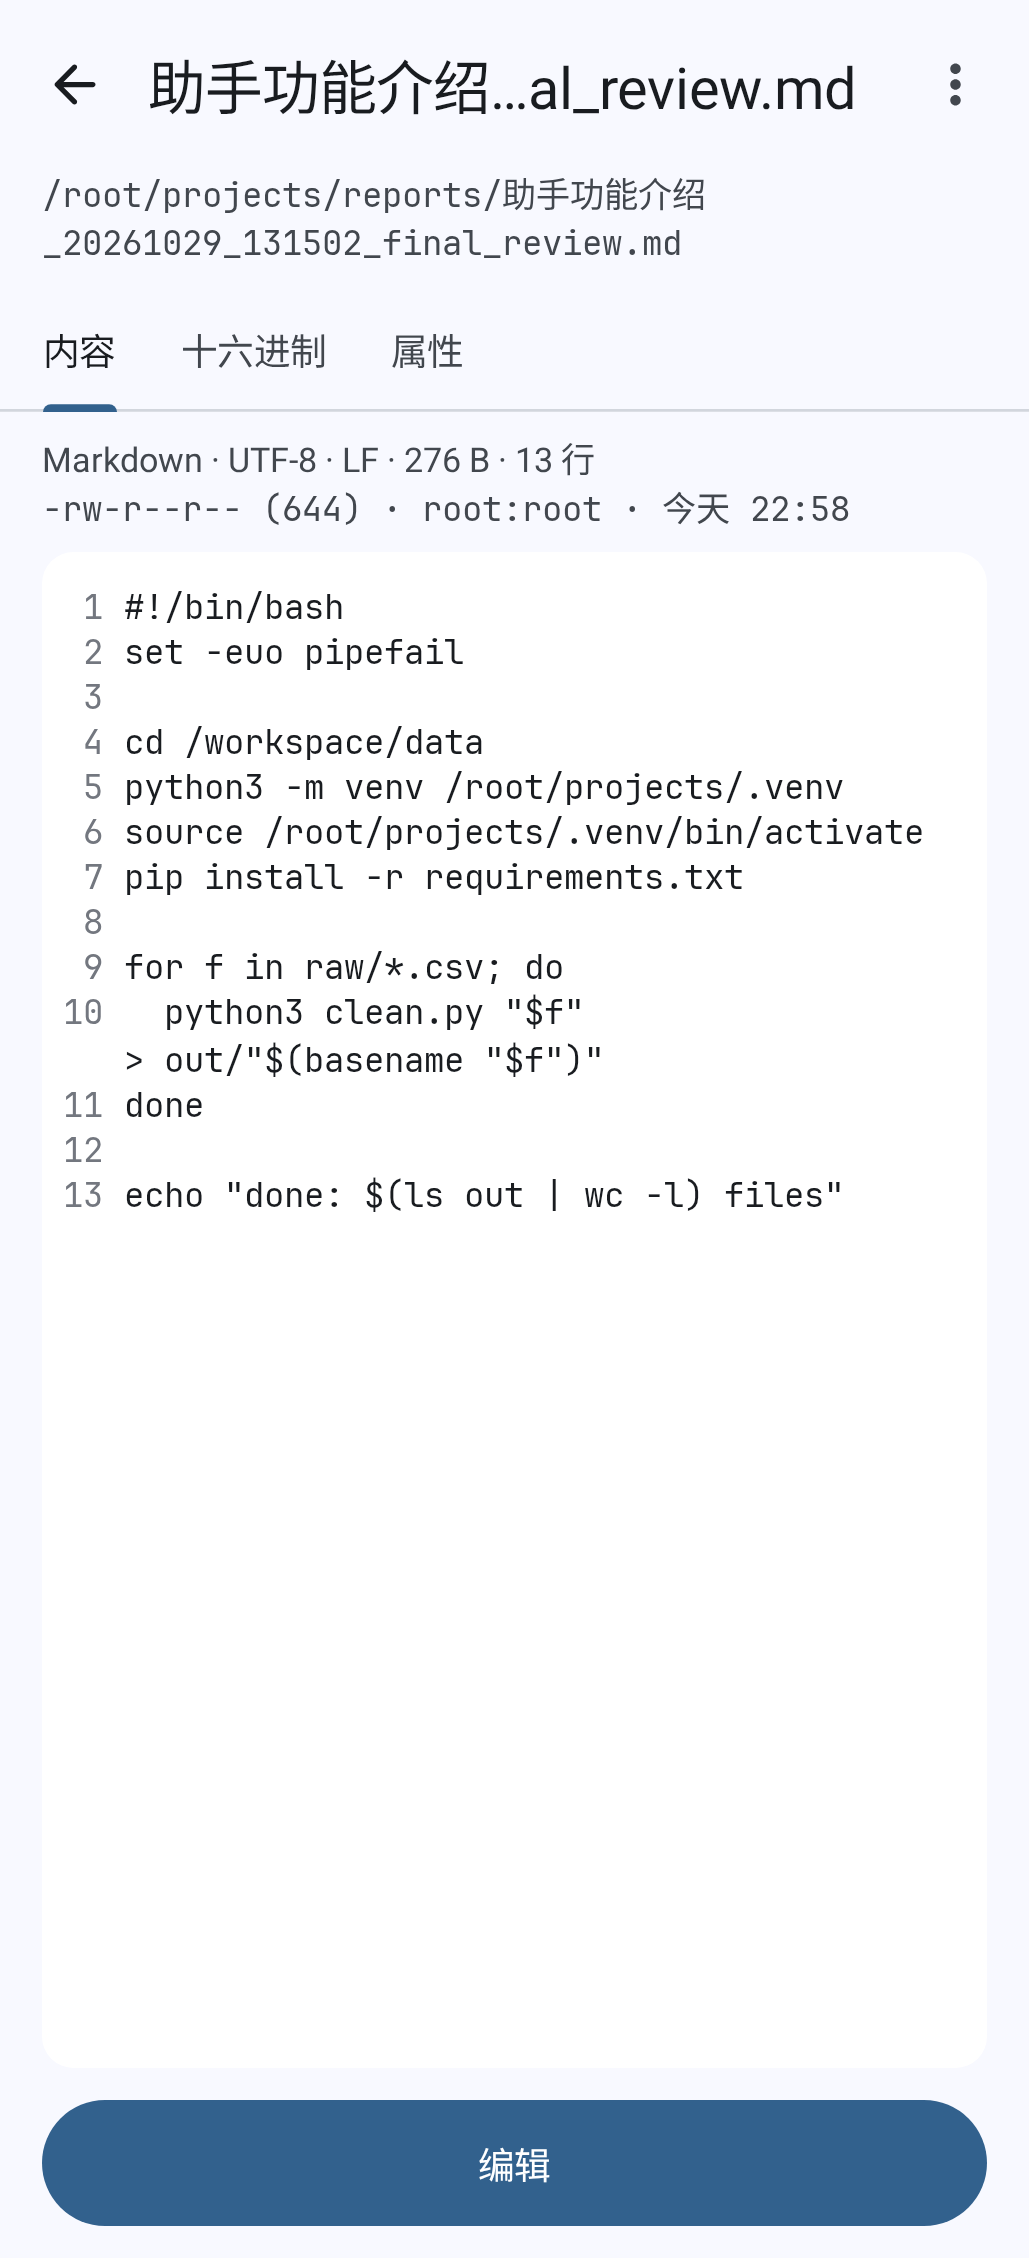 助手功能介绍…al_review.md
/root/projects/reports/助手功能介绍
_20261029_131502_final_review.md
内容 十六进制 属性
Markdown · UTF-8 · LF · 276 B · 13 行
-rw-r--r-- (644) · root:root · 今天 22:58
1 #!/bin/bash
2 set -euo pipefail
3
4 cd /workspace/data
5 python3 -m venv /root/projects/.venv
6 source /root/projects/.venv/bin/activate
7 pip install -r requirements.txt
8
9 for f in raw/*.csv; do
10   python3 clean.py "$f"
> out/"$(basename "$f")"
11 done
12
13 echo "done: $(ls out | wc -l) files"
编辑